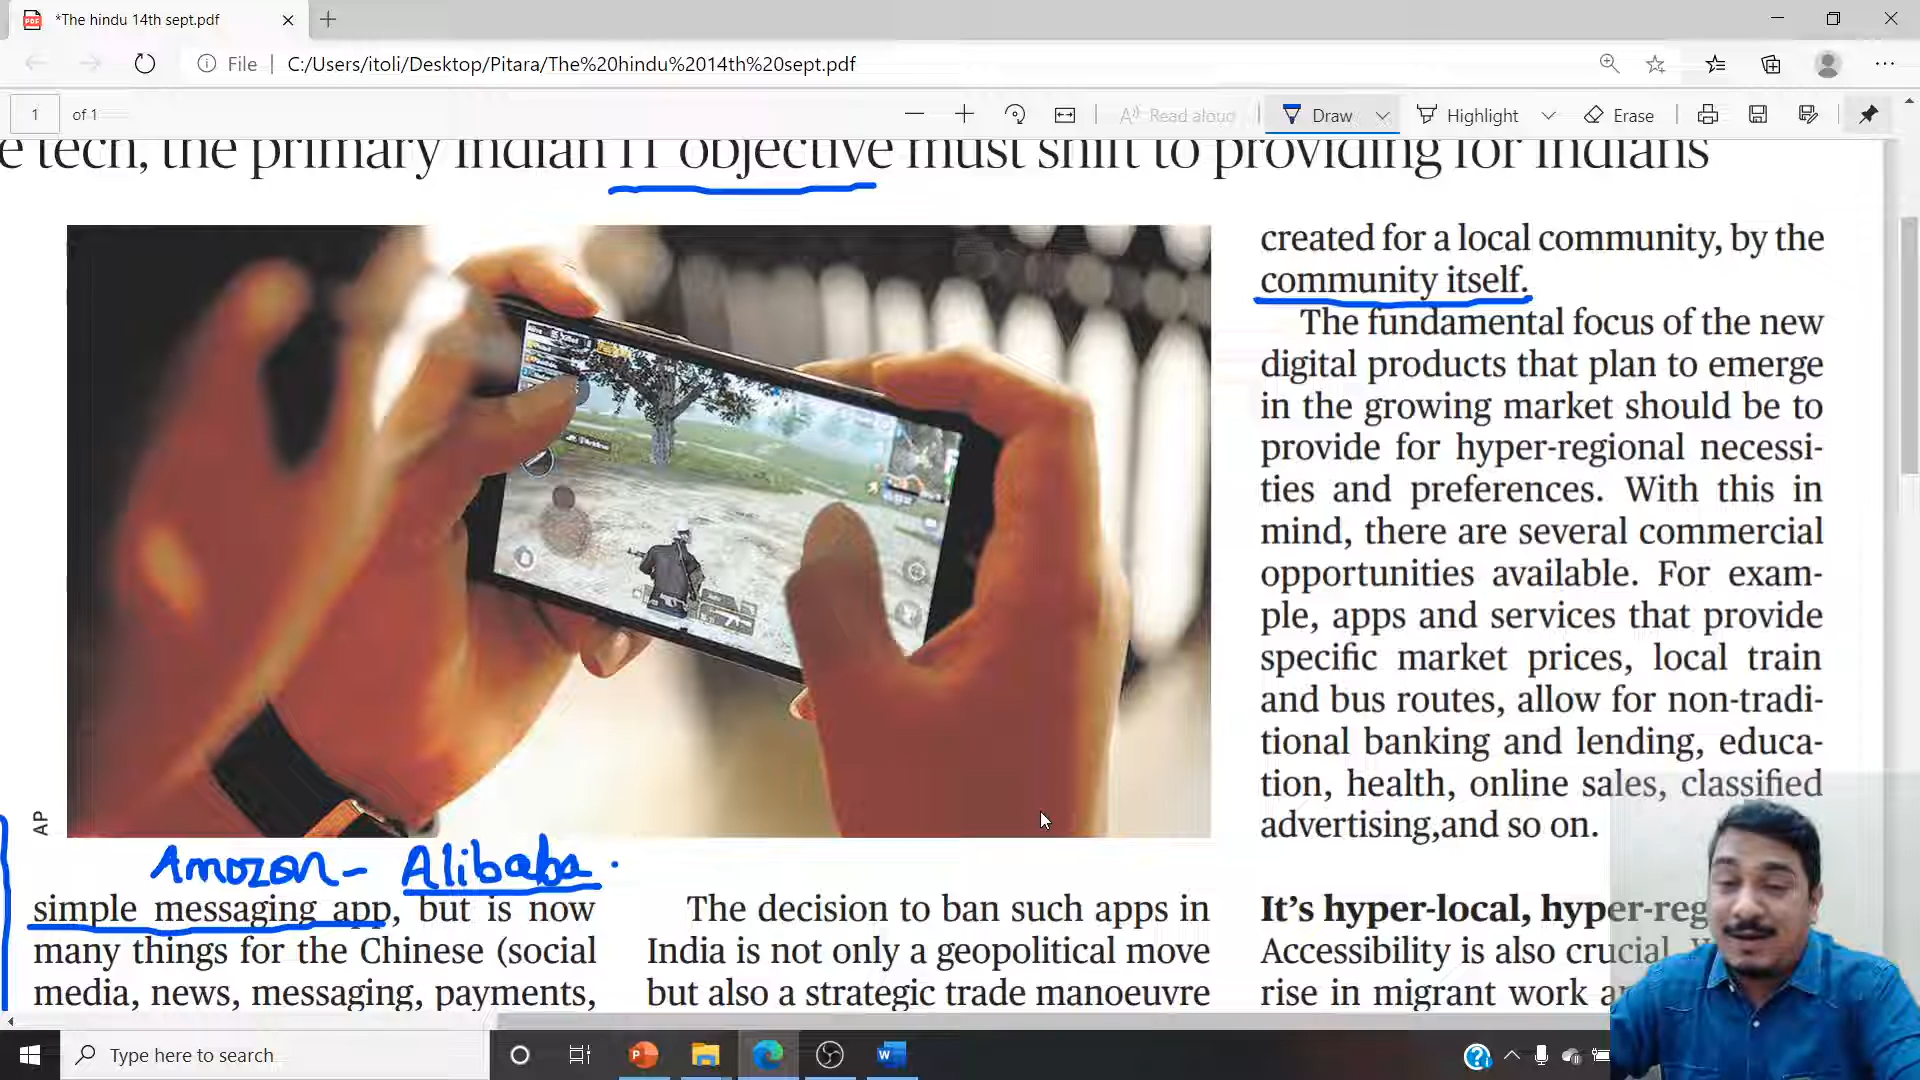 *The hindu 14th sept.pdf
File
C:/Users/itoli/Desktop/Pitara/The%20hindu%2014th%20sept.pdf
1 of 1
Read aloud
Draw
Highlight
Erase
e tech, the primary Indian IT objective must shift to providing for Indians
created for a local community, by the
community itself.
The fundamental focus of the new
digital products that plan to emerge
in the growing market should be to
provide for hyper-regional necessi-
ties and preferences. With this in
mind, there are several commercial
opportunities available. For exam-
ple, apps and services that provide
specific market prices, local train
and bus routes, allow for non-tradi-
tional banking and lending, educa-
tion, health, online sales, classified
advertising,and so on.
AP
Amozon - Alibaba
simple messaging app, but is now
many things for the Chinese (social
media, news, messaging, payments,
The decision to ban such apps in
India is not only a geopolitical move
but also a strategic trade manoeuvre
It's hyper-local, hyper-reg
Accessibility is also crucial.
rise in migrant work
Type here to search